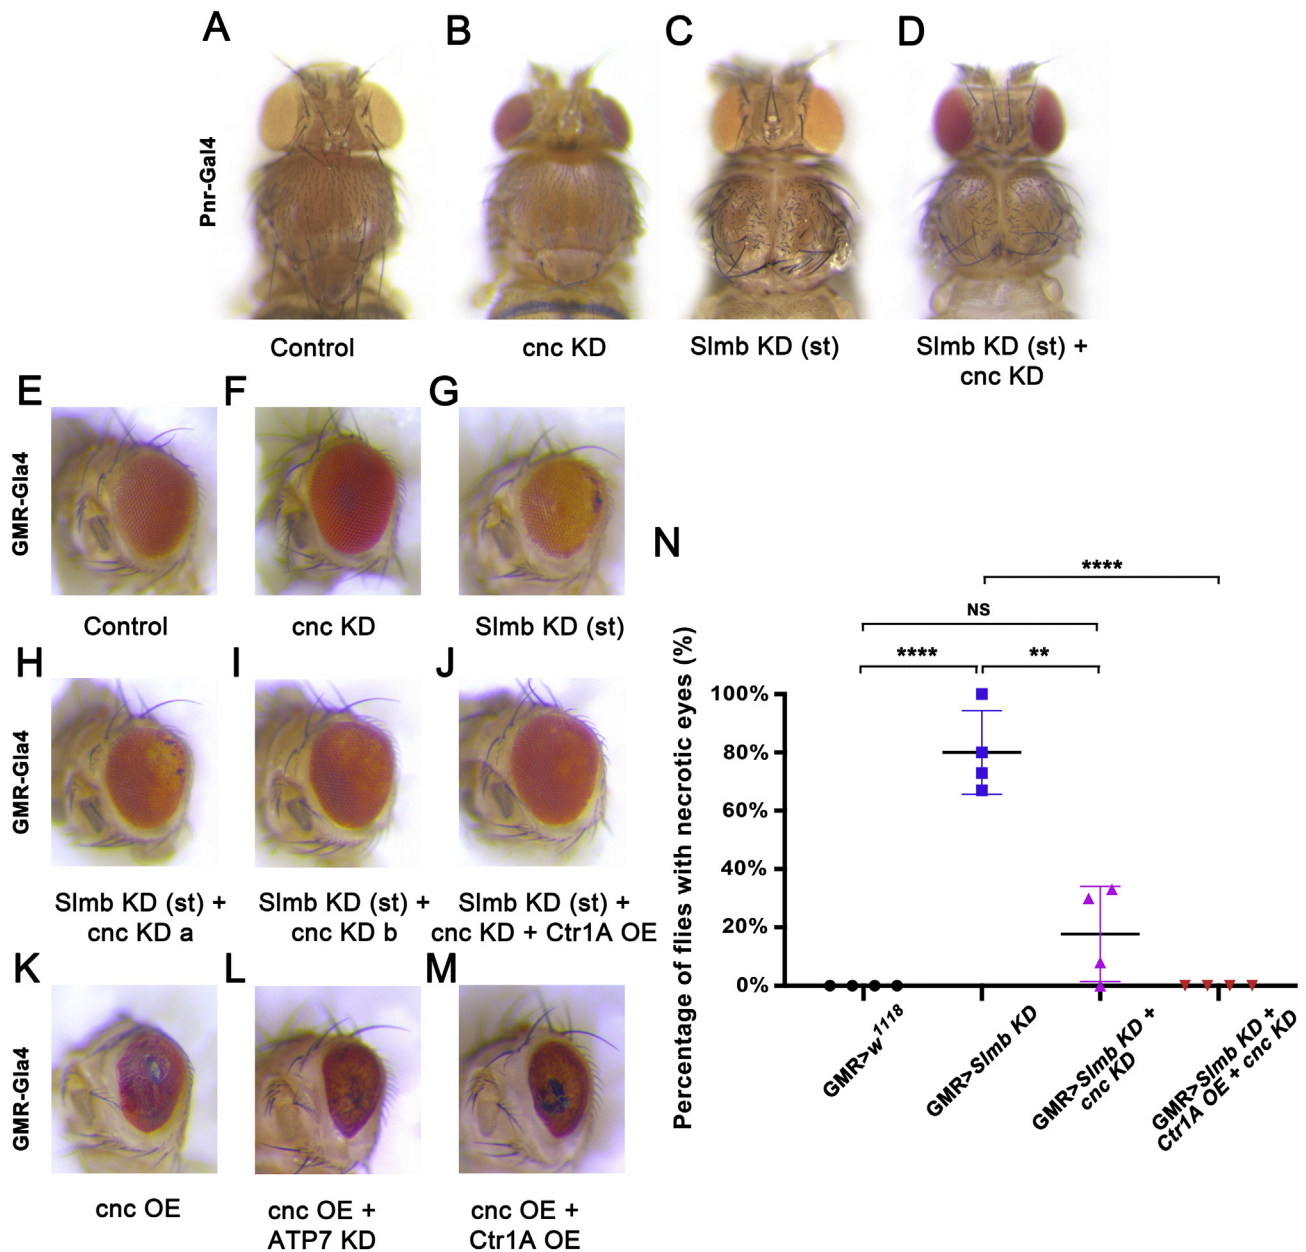 A
B
C
D
Pnr-Gal4
Control
cnc KD
Slmb KD (st)
Slmb KD (st) +
cnc KD
E
F
G
GMR-Gla4
Control
cnc KD
Slmb KD (st)
H
I
J
GMR-Gla4
Slmb KD (st) +
cnc KD a
Slmb KD (st) +
cnc KD b
Slmb KD (st) +
cnc KD + Ctr1A OE
K
L
M
GMR-Gla4
cnc OE
cnc OE +
ATP7 KD
cnc OE +
Ctr1A OE
N
****
NS
****
**
Percentage of flies with necrotic eyes (%)
100%
80%
60%
40%
20%
0%
GMR>w1118
GMR>Slmb KD
GMR>Slmb KD +
cnc KD
GMR>Slmb KD +
Ctr1A OE + cnc KD